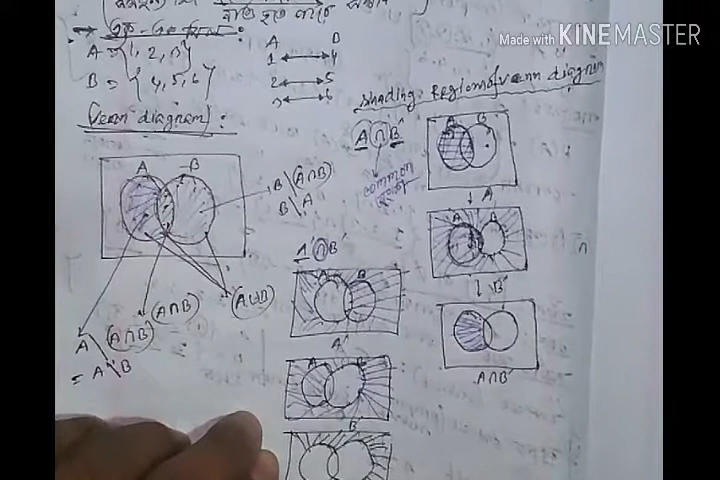 Made with KINEMASTER
A = {1, 2, 3}
B = {4, 5, 6}
A B
1 ↔ 4
2 ↔ 5
3 ↔ 6
Venn diagram :
A B
B \ (A∩B)
B \ A
(A∪B)
(A∩B)
A \ (A∩B)
= A \ B
Shading Region of venn diagram
A∩B′
common
A B
↓ A
A B
↓ B′
A∩B′
A′∩B′
A B
A′
A B
B′